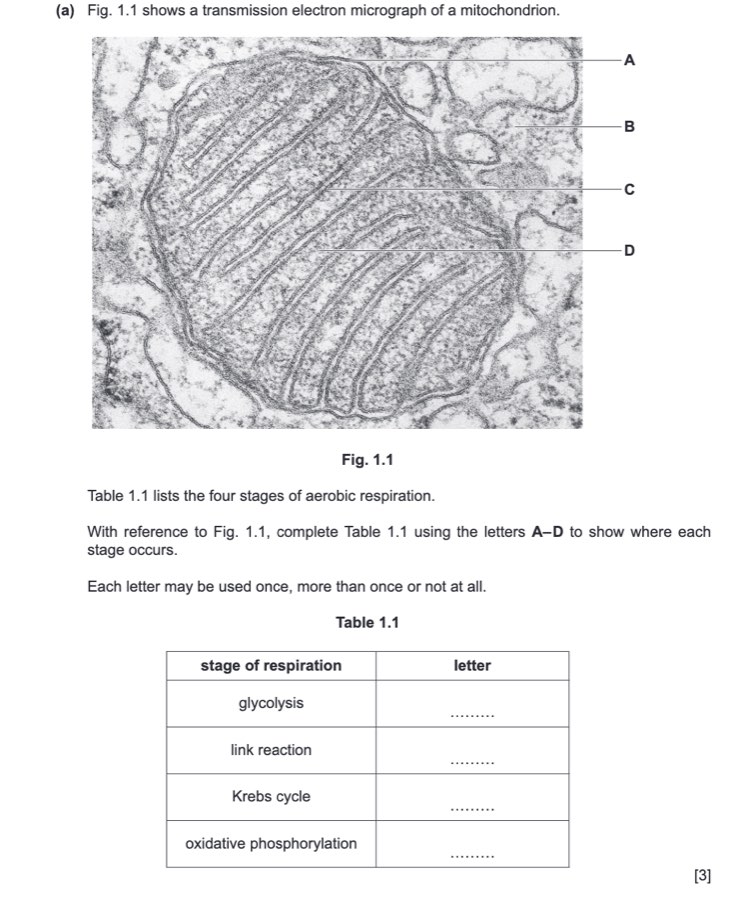 (a) Fig. 1.1 shows a transmission electron micrograph of a mitochondrion.
A
B
C
D
Fig. 1.1
Table 1.1 lists the four stages of aerobic respiration.
With reference to Fig. 1.1, complete Table 1.1 using the letters A–D to show where each
stage occurs.
Each letter may be used once, more than once or not at all.
Table 1.1
stage of respiration letter
glycolysis .........
link reaction .........
Krebs cycle .........
oxidative phosphorylation .........
[3]